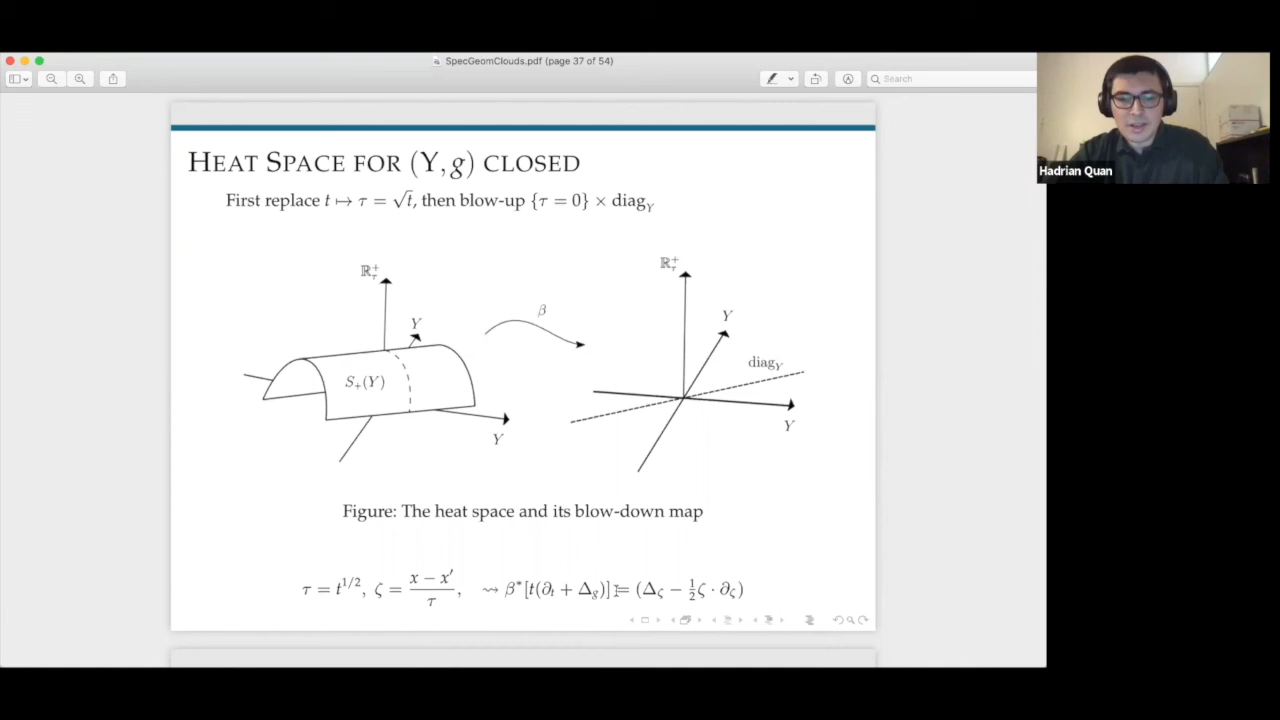 SpecGeomClouds.pdf (page 37 of 54)
Search
Hadrian Quan
HEAT SPACE FOR (Y, g) CLOSED
First replace t ↦ τ = √t, then blow-up {τ = 0} × diag_Y
ℝ⁺_τ
Y
S₊(Y)
Y
β
ℝ⁺_τ
Y
diag_Y
Y
Figure: The heat space and its blow-down map
τ = t^{1/2}, ζ = (x − x′)/τ, ⇝ β*[t(∂_t + Δ_g)] = (Δ_ζ − ½ζ · ∂_ζ)